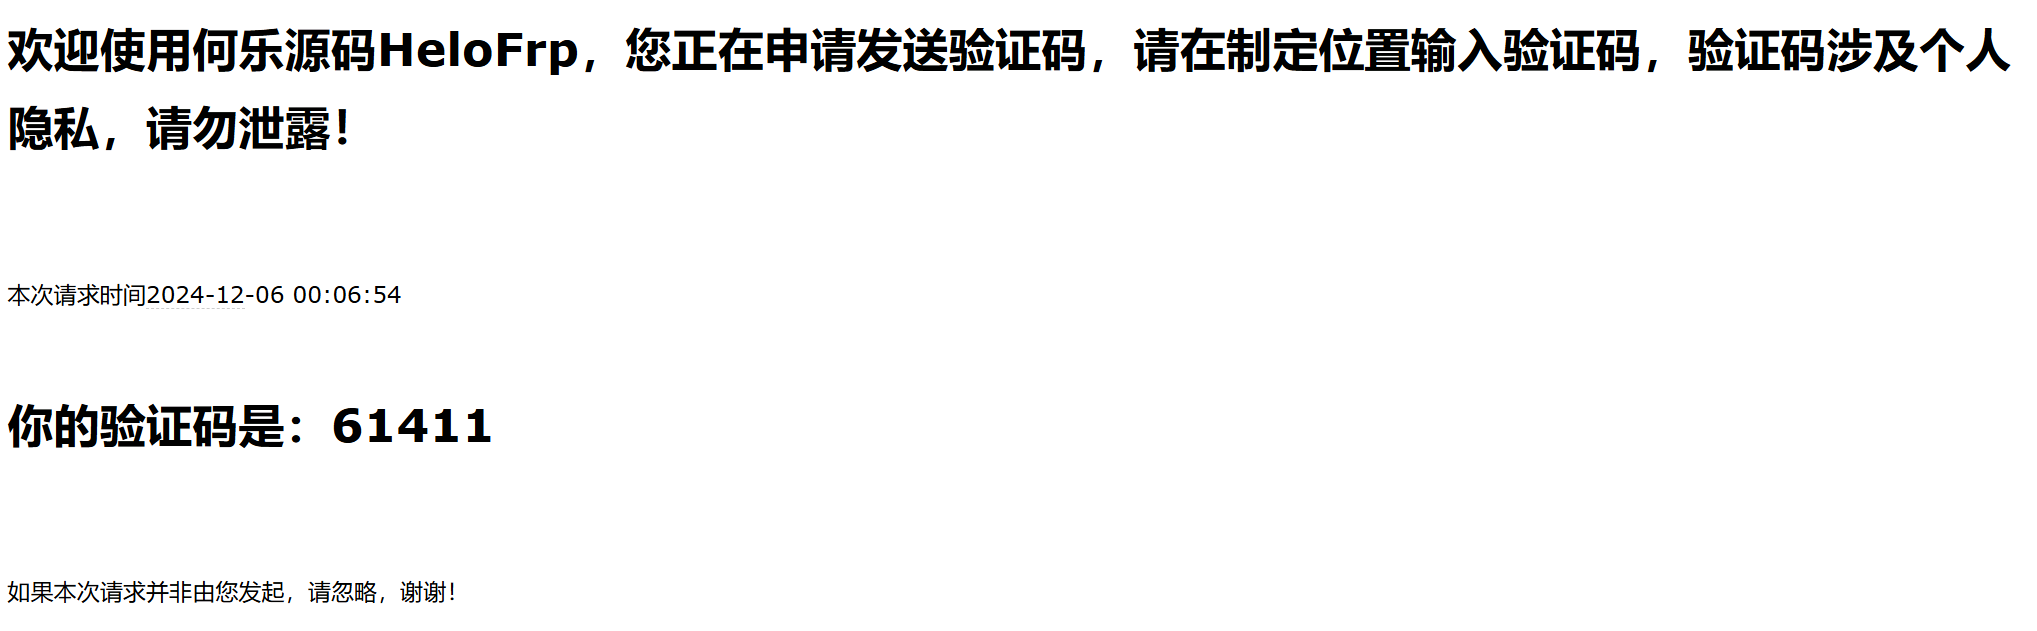 欢迎使用何乐源码HeloFrp，您正在申请发送验证码，请在制定位置输入验证码，验证码涉及个人
隐私，请勿泄露！
本次请求时间2024-12-06 00:06:54
你的验证码是：61411
如果本次请求并非由您发起，请忽略，谢谢！